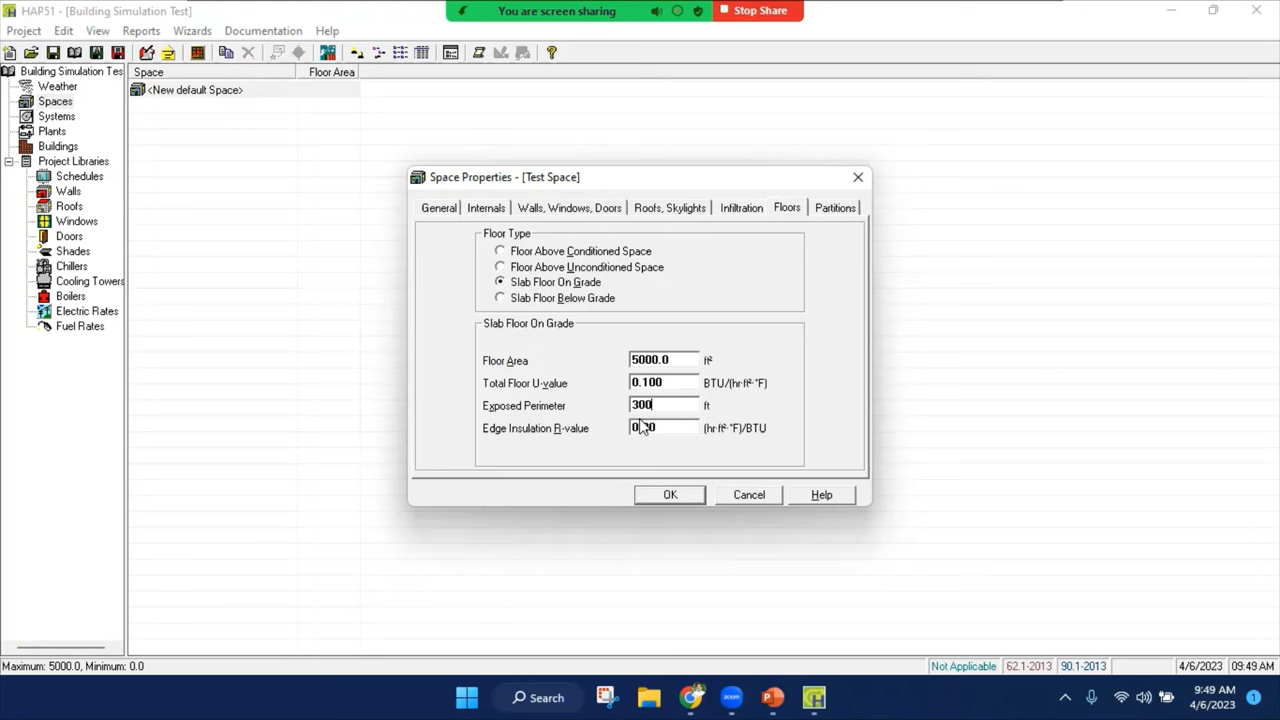 HAP51 - [Building Simulation Test]
You are screen sharing
Stop Share
Project Edit View Reports Wizards Documentation Help
Building Simulation Tes
Weather
Spaces
Systems
Plants
Buildings
Project Libraries
Schedules
Walls
Roofs
Windows
Doors
Shades
Chillers
Cooling Towers
Boilers
Electric Rates
Fuel Rates
Space Floor Area
<New default Space>
Space Properties - [Test Space]
General Internals Walls, Windows, Doors Roofs, Skylights Infiltration Floors Partitions
Floor Type
Floor Above Conditioned Space
Floor Above Unconditioned Space
Slab Floor On Grade
Slab Floor Below Grade
Slab Floor On Grade
Floor Area 5000.0 ft²
Total Floor U-value 0.100 BTU/(hr·ft²·°F)
Exposed Perimeter 300 ft
Edge Insulation R-value (hr·ft²·°F)/BTU
OK Cancel Help
Maximum: 5000.0, Minimum: 0.0
Not Applicable 62.1-2013 90.1-2013 4/6/2023 09:49 AM
Search
zoom
9:49 AM
4/6/2023
1